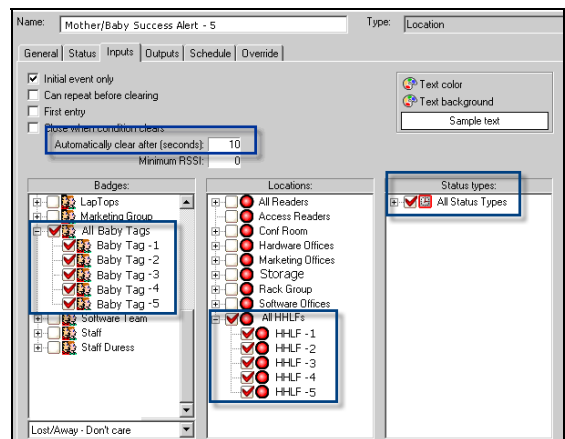 Name: Mother/Baby Success Alert - 5 Type: Location
General Status Inputs Outputs Schedule Override
Initial event only
Can repeat before clearing
First entry
Close when condition clears
Automatically clear after (seconds): 10
Minimum RSSI: 0
Text color
Text background
Sample text
Badges:
LapTops
Marketing Group
All Baby Tags
Baby Tag -1
Baby Tag -2
Baby Tag -3
Baby Tag -4
Baby Tag -5
Software Team
Staff
Staff Duress
Lost/Away - Don't care
Locations:
All Readers
Access Readers
Conf Room
Hardware Offices
Marketing Offices
Storage
Rack Group
Software Offices
All HHLFs
HHLF -1
HHLF -2
HHLF -3
HHLF -4
HHLF -5
Status types:
All Status Types